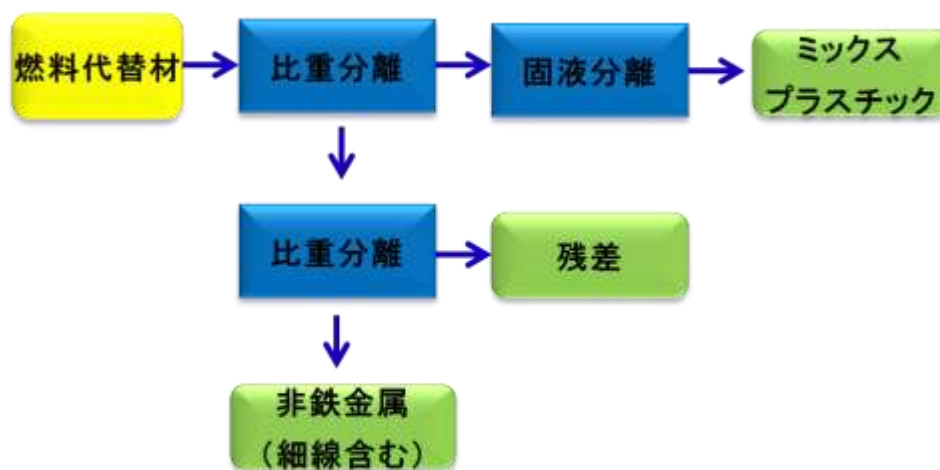 燃料代替材
比重分離
固液分離
ミックス
プラスチック
比重分離
残差
非鉄金属
（細線含む）